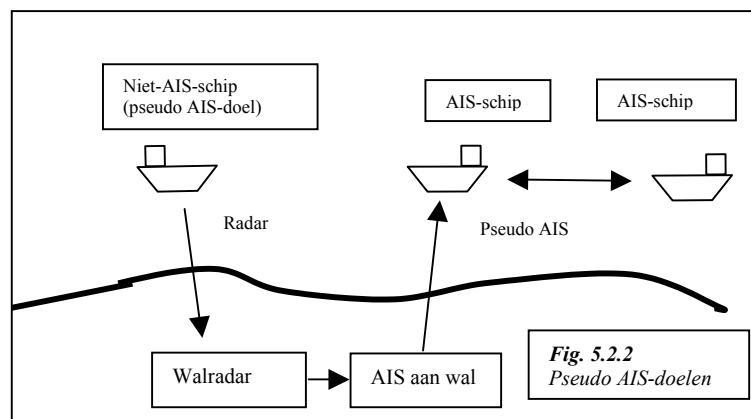 Niet-AIS-schip
(pseudo AIS-doel)
AIS-schip
AIS-schip
Radar
Pseudo AIS
Walradar
AIS aan wal
Fig. 5.2.2
Pseudo AIS-doelen